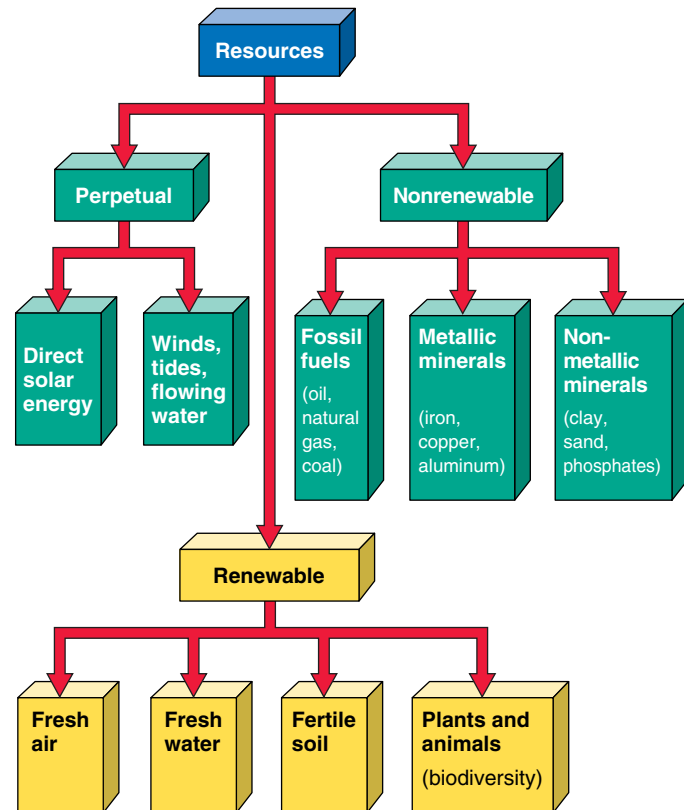 Resources
Perpetual
Nonrenewable
Direct
solar
energy
Winds,
tides,
flowing
water
Fossil
fuels
(oil,
natural
gas,
coal)
Metallic
minerals
(iron,
copper,
aluminum)
Non-
metallic
minerals
(clay,
sand,
phosphates)
Renewable
Fresh
air
Fresh
water
Fertile
soil
Plants and
animals
(biodiversity)